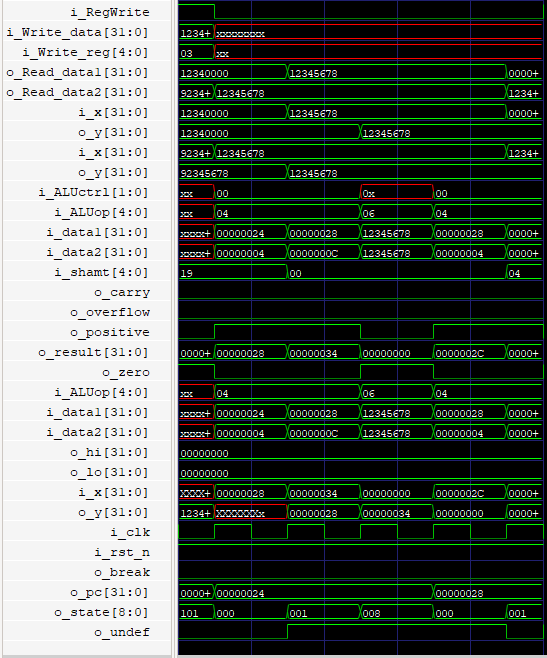 i_RegWrite
i_Write_data[31:0] 1234+ xxxxxxxx
i_Write_reg[4:0] 03 xx
o_Read_data1[31:0] 12340000 12345678 0000+
o_Read_data2[31:0] 9234+ 12345678 1234+
i_x[31:0] 12340000 12345678 0000+
o_y[31:0] 12340000 12345678
i_x[31:0] 9234+ 12345678 1234+
o_y[31:0] 92345678 12345678
i_ALUctrl[1:0] xx 00 0x 00
i_ALUop[4:0] xx 04 06 04
i_data1[31:0] xxxx+ 00000024 00000028 12345678 00000028 0000+
i_data2[31:0] xxxx+ 00000004 0000000C 12345678 00000004 0000+
i_shamt[4:0] 19 00 04
o_carry
o_overflow
o_positive
o_result[31:0] 0000+ 00000028 00000034 00000000 0000002C 0000+
o_zero
i_ALUop[4:0] xx 04 06 04
i_data1[31:0] xxxx+ 00000024 00000028 12345678 00000028 0000+
i_data2[31:0] xxxx+ 00000004 0000000C 12345678 00000004 0000+
o_hi[31:0] 00000000
o_lo[31:0] 00000000
i_x[31:0] XXXX+ 00000028 00000034 00000000 0000002C 0000+
o_y[31:0] 1234+ XXXXXXXx 00000028 00000034 00000000 0000+
i_clk
i_rst_n
o_break
o_pc[31:0] 0000+ 00000024 00000028
o_state[8:0] 101 000 001 008 000 001
o_undef